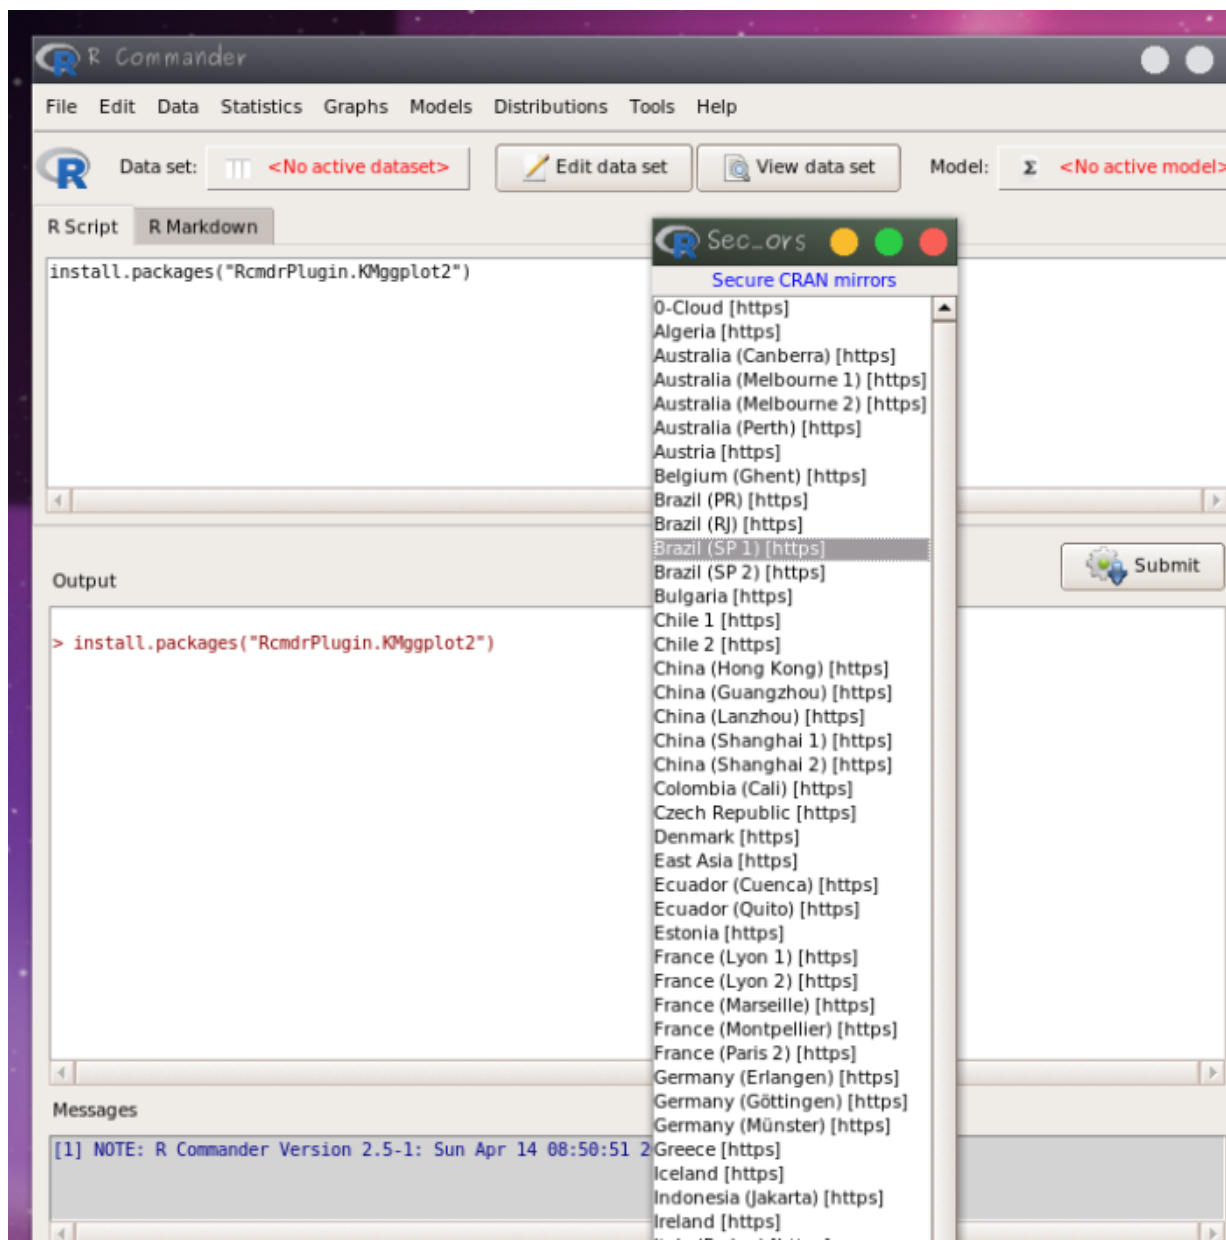 R Commander
File Edit Data Statistics Graphs Models Distributions Tools Help
R Data set: <No active dataset> Edit data set View data set Model: Σ <No active model>
R Script R Markdown
install.packages("RcmdrPlugin.KMggplot2")
Submit
Output
> install.packages("RcmdrPlugin.KMggplot2")
Messages
[1] NOTE: R Commander Version 2.5-1: Sun Apr 14 08:50:51 2
Sec_ors
Secure CRAN mirrors
0-Cloud [https]
Algeria [https]
Australia (Canberra) [https]
Australia (Melbourne 1) [https]
Australia (Melbourne 2) [https]
Australia (Perth) [https]
Austria [https]
Belgium (Ghent) [https]
Brazil (PR) [https]
Brazil (RJ) [https]
Brazil (SP 1) [https]
Brazil (SP 2) [https]
Bulgaria [https]
Chile 1 [https]
Chile 2 [https]
China (Hong Kong) [https]
China (Guangzhou) [https]
China (Lanzhou) [https]
China (Shanghai 1) [https]
China (Shanghai 2) [https]
Colombia (Cali) [https]
Czech Republic [https]
Denmark [https]
East Asia [https]
Ecuador (Cuenca) [https]
Ecuador (Quito) [https]
Estonia [https]
France (Lyon 1) [https]
France (Lyon 2) [https]
France (Marseille) [https]
France (Montpellier) [https]
France (Paris 2) [https]
Germany (Erlangen) [https]
Germany (Göttingen) [https]
Germany (Münster) [https]
Greece [https]
Iceland [https]
Indonesia (Jakarta) [https]
Ireland [https]